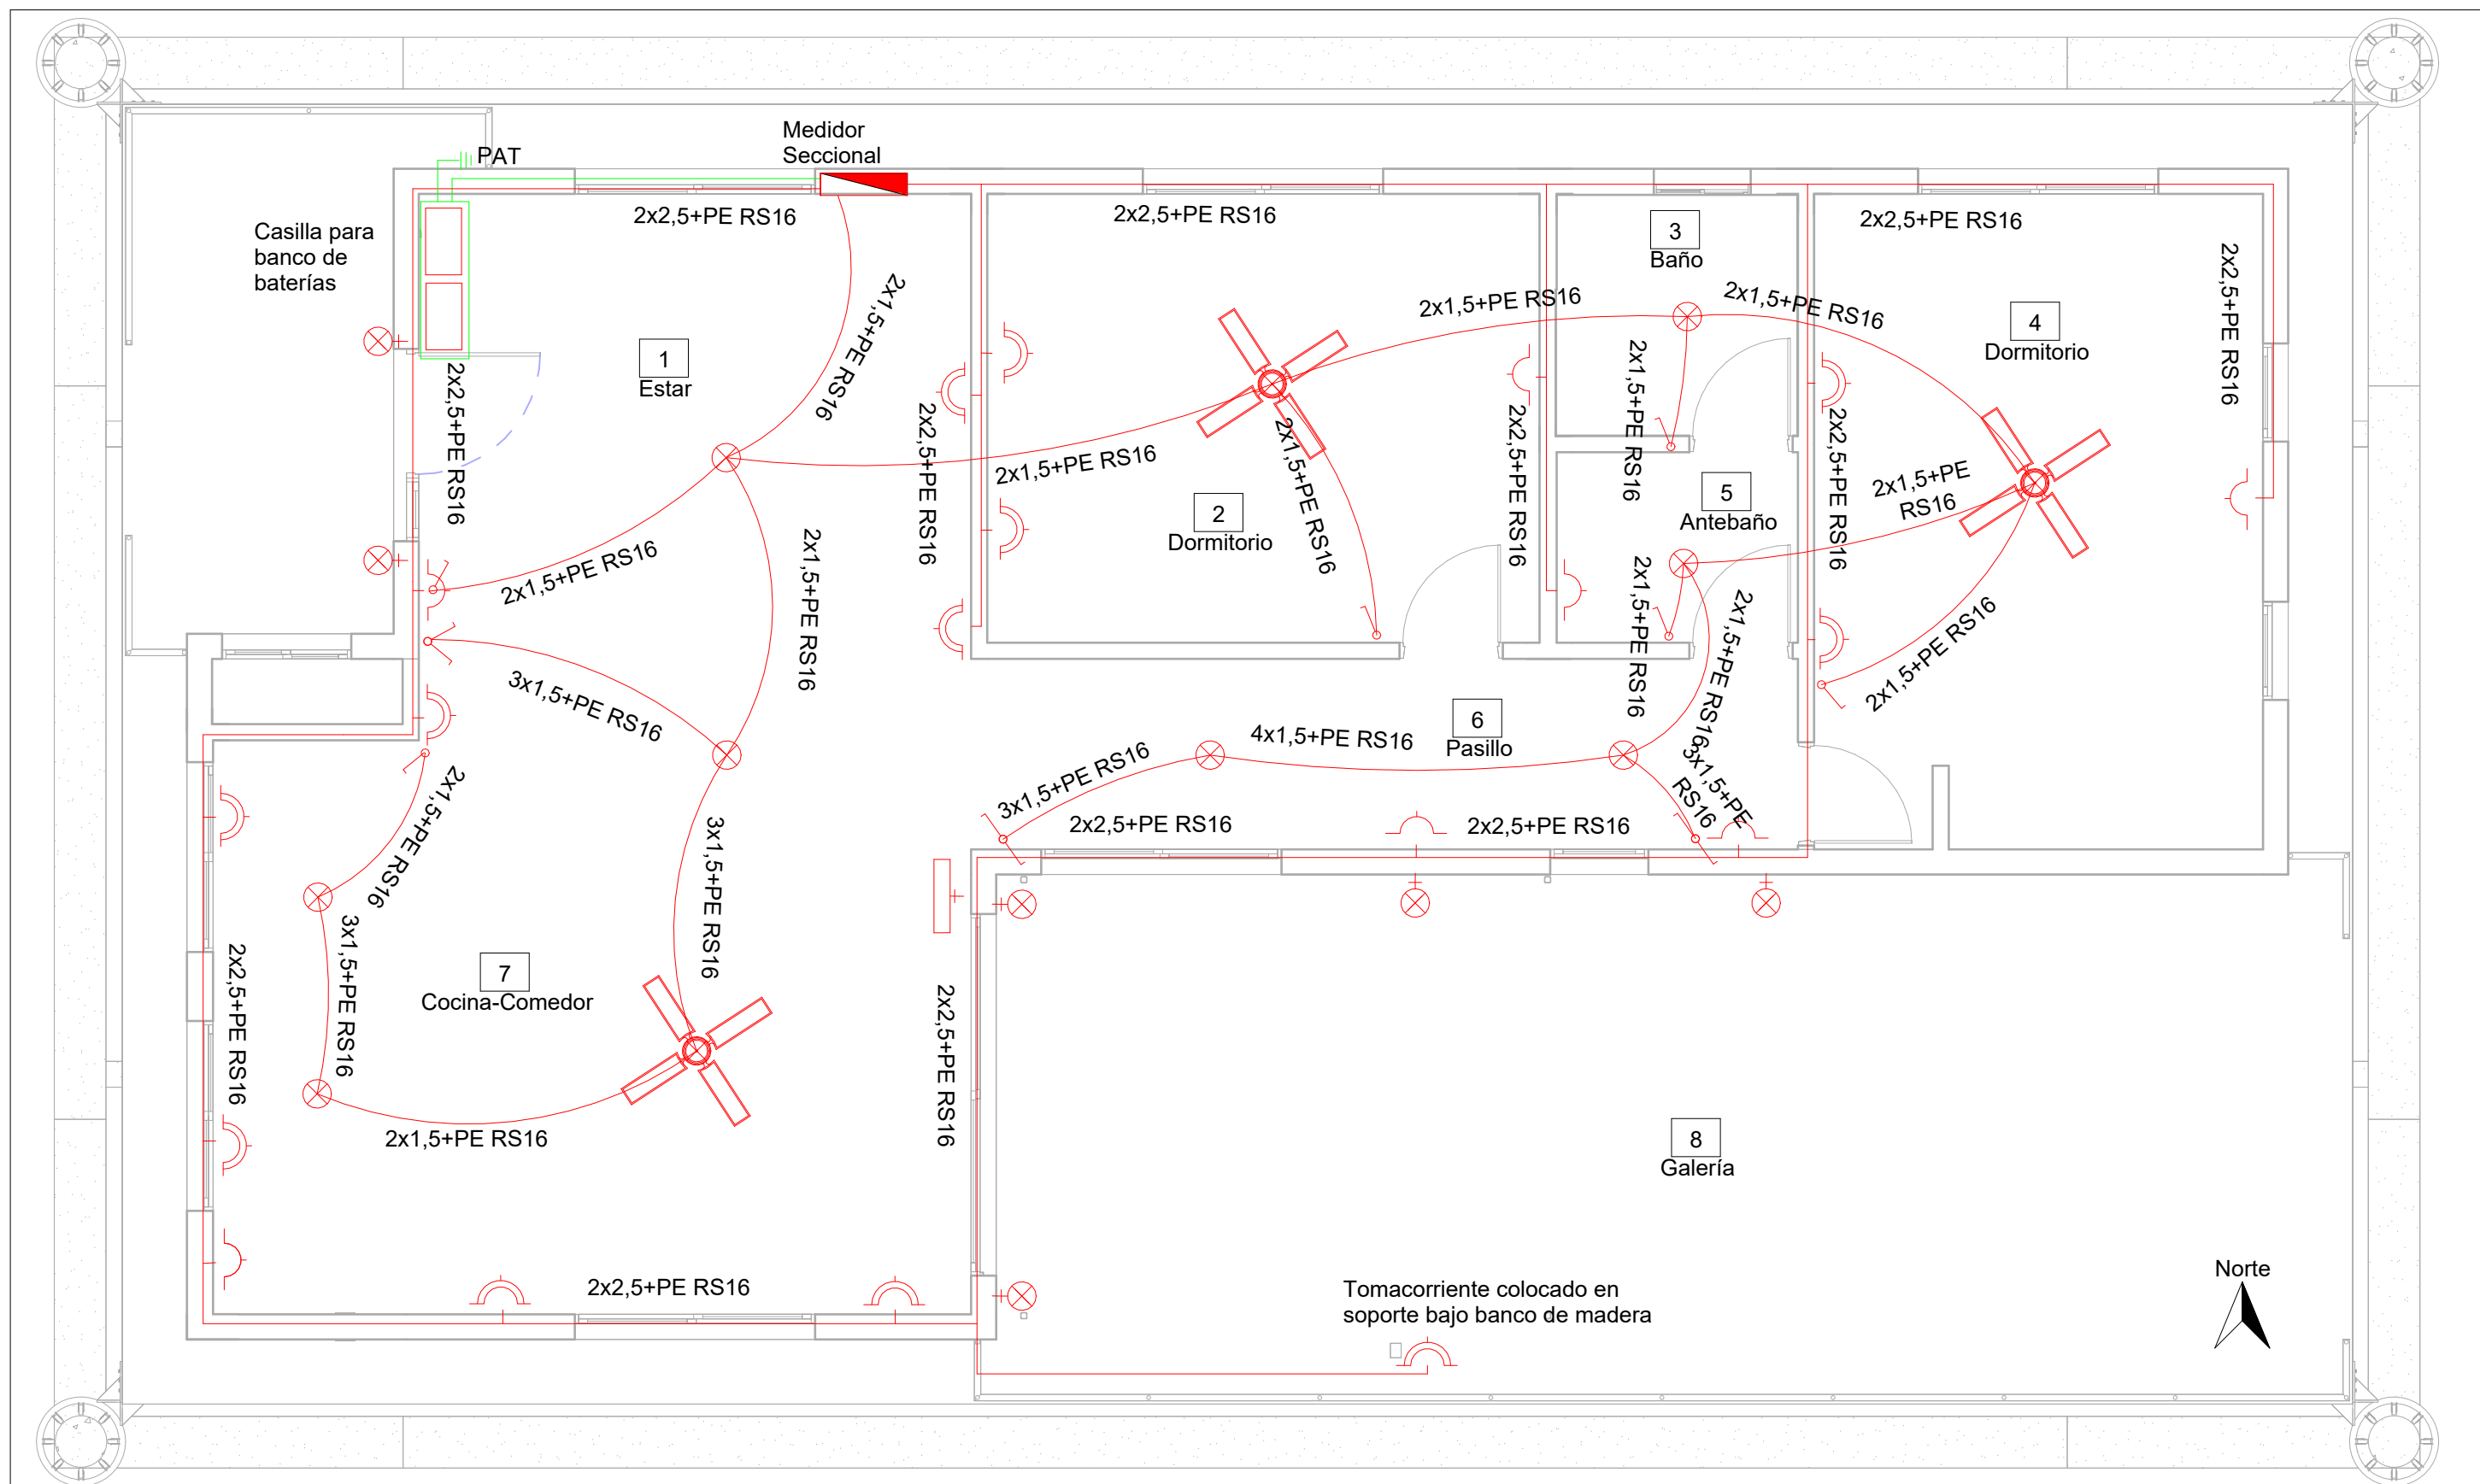 Medidor
Seccional
PAT
Casilla para
banco de
baterías
2x2,5+PE RS16
2x2,5+PE RS16
2x2,5+PE RS16
3
Baño
2x2,5+PE RS16
2x1,5+PE RS16
2x1,5+PE RS16
2x1,5+PE RS16
4
Dormitorio
1
Estar
2x2,5+PE RS16
2x2,5+PE RS16
2x1,5+PE RS16
2x1,5+PE RS16
2x2,5+PE RS16
2x1,5+PE RS16
2x2,5+PE RS16
2x2,5+PE RS16
2x1,5+PE
RS16
5
Antebaño
2
Dormitorio
2x1,5+PE RS16
2x1,5+PE RS16
2x1,5+PE RS16
2x1,5+PE RS16
2x1,5+PE RS16
3x1,5+PE RS16
6
Pasillo
4x1,5+PE RS16
3x1,5+PE RS16
3x1,5+PE
RS16
2x1,5+PE RS16
2x2,5+PE RS16
2x2,5+PE RS16
3x1,5+PE RS16
3x1,5+PE RS16
2x2,5+PE RS16
7
Cocina-Comedor
2x2,5+PE RS16
2x1,5+PE RS16
8
Galería
2x2,5+PE RS16
Tomacorriente colocado en
soporte bajo banco de madera
Norte